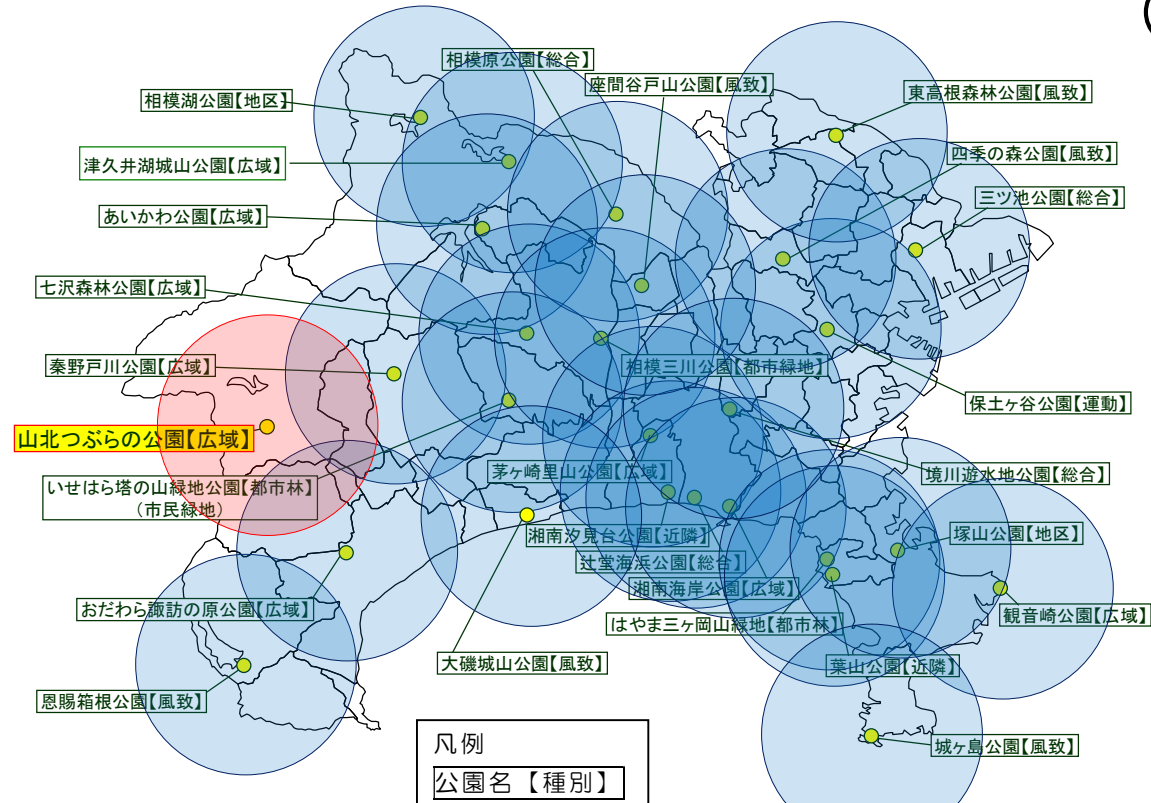 (
相模原公園【総合】
座間谷戸山公園【風致】
相模湖公園【地区】
東高根森林公園【風致】
津久井湖城山公園【広域】
四季の森公園【風致】
あいかわ公園【広域】
三ツ池公園【総合】
七沢森林公園【広域】
秦野戸川公園【広域】
相模三川公園【都市緑地】
保土ヶ谷公園【運動】
山北つぶらの公園【広域】
いせはら塔の山緑地公園【都市林】
(市民緑地)
茅ヶ崎里山公園【広域】
境川遊水地公園【総合】
湘南汐見台公園【近隣】
塚山公園【地区】
辻堂海浜公園【総合】
湘南海岸公園【広域】
おだわら諏訪の原公園【広域】
観音崎公園【広域】
はやま三ヶ岡山緑地【都市林】
大磯城山公園【風致】
葉山公園【近隣】
恩賜箱根公園【風致】
城ヶ島公園【風致】
凡例
公園名【種別】